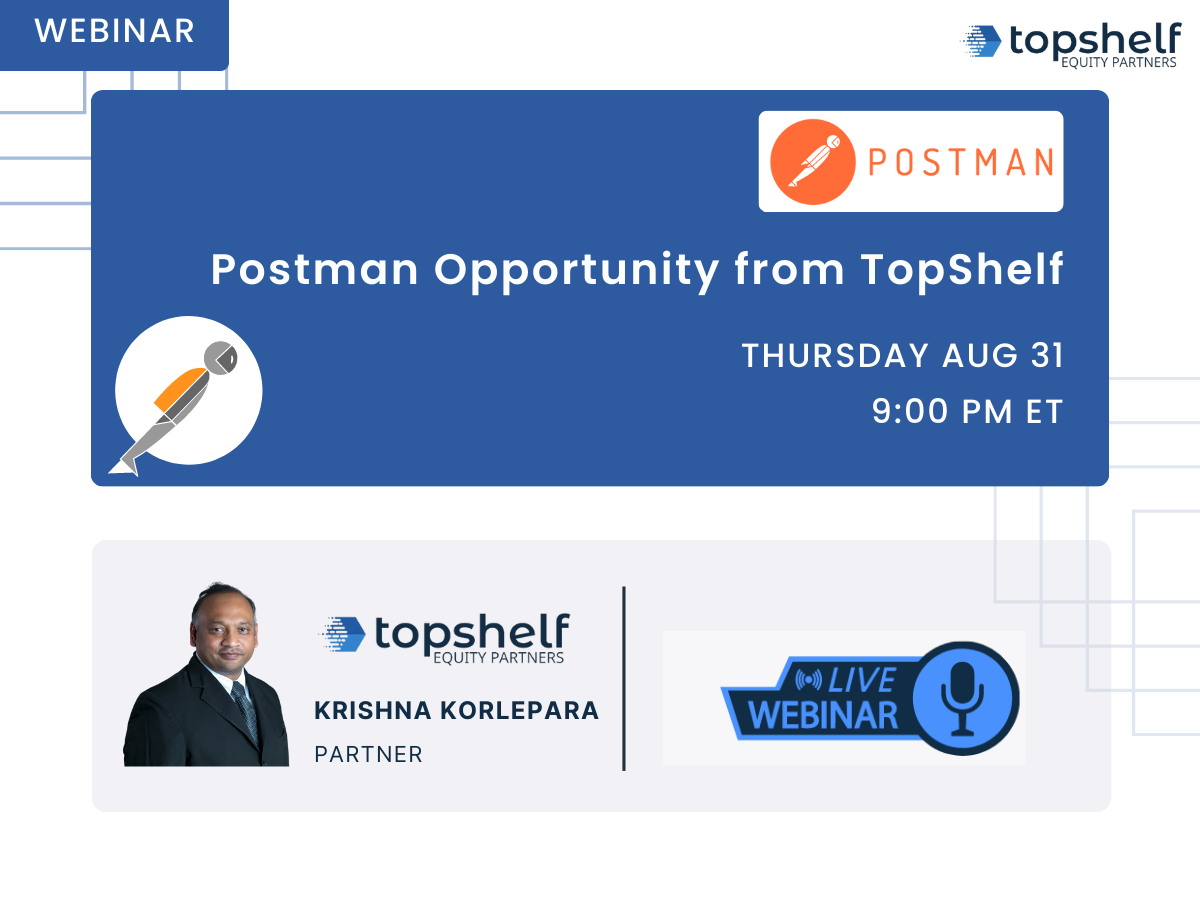 WEBINAR
topshelf
EQUITY PARTNERS
POSTMAN
Postman Opportunity from TopShelf
THURSDAY AUG 31
9:00 PM ET
topshelf
EQUITY PARTNERS
KRISHNA KORLEPARA
PARTNER
LIVE
WEBINAR